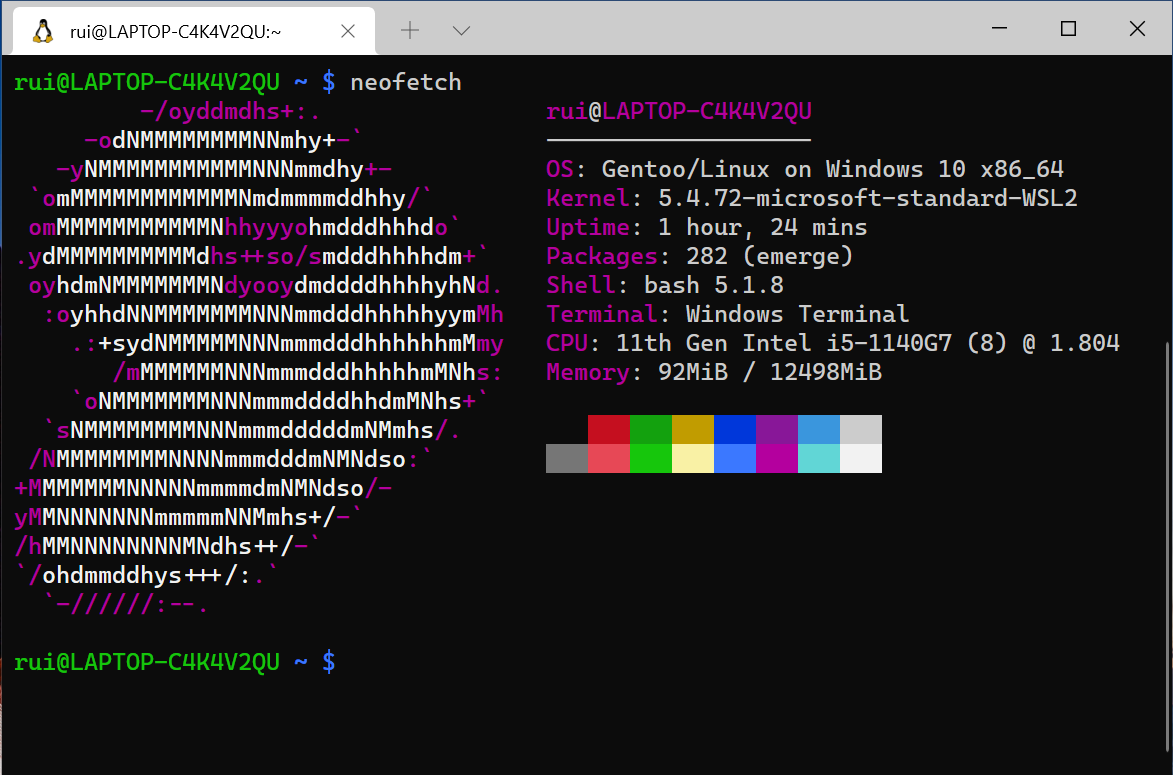 rui@LAPTOP-C4K4V2QU:~
rui@LAPTOP-C4K4V2QU ~ $ neofetch
-/oyddmdhs+:.
-odNMMMMMMMMNNmhy+-`
-yNMMMMMMMMMMMNNNmmdhy+-
`omMMMMMMMMMMMMNmdmmmmddhhy/`
omMMMMMMMMMMMNhhyyyohmdddhhhdo`
.ydMMMMMMMMMMdhs++so/smdddhhhhdm+`
oyhdmNMMMMMMMNdyooydmddddhhhhyhNd.
:oyhhdNNMMMMMMMNNNmmdddhhhhhyymMh
.:+sydNMMMMMNNNmmmdddhhhhhhmMmy
/mMMMMMMNNNmmmdddhhhhhmMNhs:
`oNMMMMMMMNNNmmmddddhhdmMNhs+`
`sNMMMMMMMMNNNmmmdddddmNMmhs/.
/NMMMMMMMMNNNNmmmdddmNMNdso:`
+MMMMMMMNNNNNmmmmdmNMNdso/-
yMMNNNNNNNmmmmmNNMmhs+/-`
/hMMNNNNNNNNMNdhs++/-`
`/ohdmmddhys+++/:.`
`-//////:--.
rui@LAPTOP-C4K4V2QU
OS: Gentoo/Linux on Windows 10 x86_64
Kernel: 5.4.72-microsoft-standard-WSL2
Uptime: 1 hour, 24 mins
Packages: 282 (emerge)
Shell: bash 5.1.8
Terminal: Windows Terminal
CPU: 11th Gen Intel i5-1140G7 (8) @ 1.804
Memory: 92MiB / 12498MiB
rui@LAPTOP-C4K4V2QU ~ $